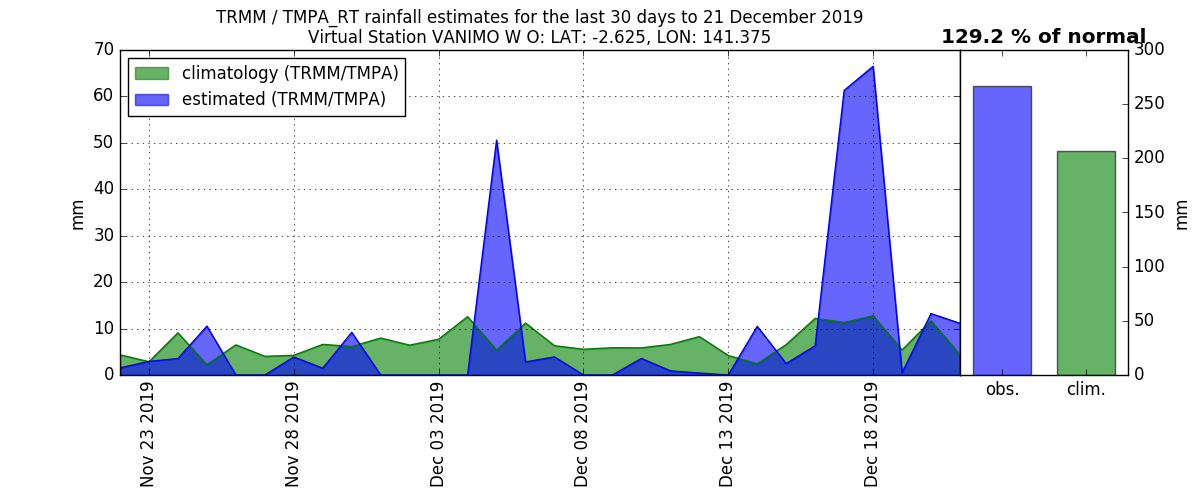 TRMM / TMPA_RT rainfall estimates for the last 30 days to 21 December 2019
Virtual Station VANIMO W O: LAT: -2.625, LON: 141.375
129.2 % of normal
climatology (TRMM/TMPA)
estimated (TRMM/TMPA)
70
60
50
40
30
20
10
0
mm
Nov 23 2019
Nov 28 2019
Dec 03 2019
Dec 08 2019
Dec 13 2019
Dec 18 2019
obs.
clim.
300
250
200
150
100
50
0
mm